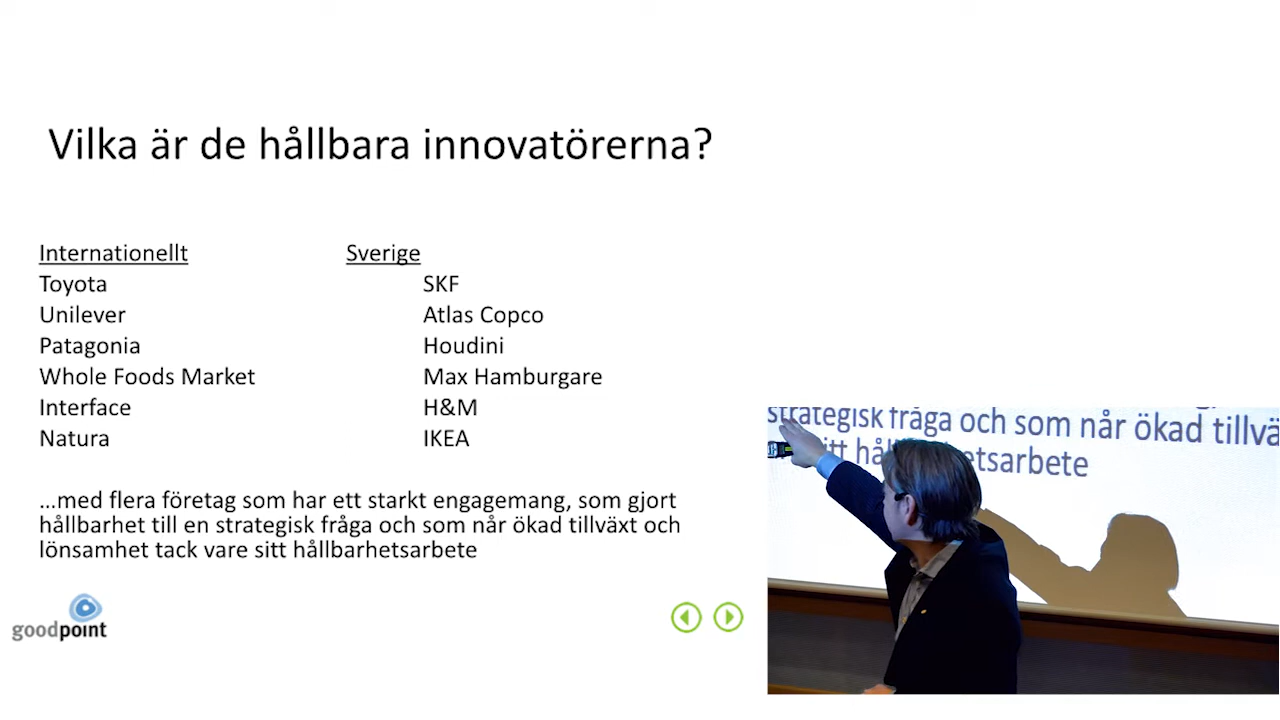 Vilka är de hållbara innovatörerna?
Internationellt Sverige
Toyota SKF
Unilever Atlas Copco
Patagonia Houdini
Whole Foods Market Max Hamburgare
Interface H&M
Natura IKEA
...med flera företag som har ett starkt engagemang, som gjort
hållbarhet till en strategisk fråga och som når ökad tillväxt och
lönsamhet tack vare sitt hållbarhetsarbete
goodpoint
strategisk fråga och som når ökad tillvä
sitt hål etsarbete